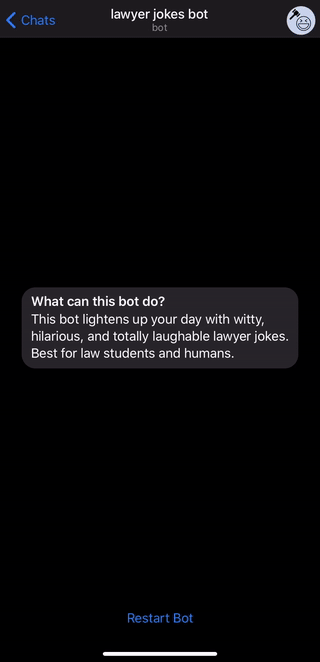 Chats
lawyer jokes bot
bot
What can this bot do?
This bot lightens up your day with witty,
hilarious, and totally laughable lawyer jokes.
Best for law students and humans.
Restart Bot